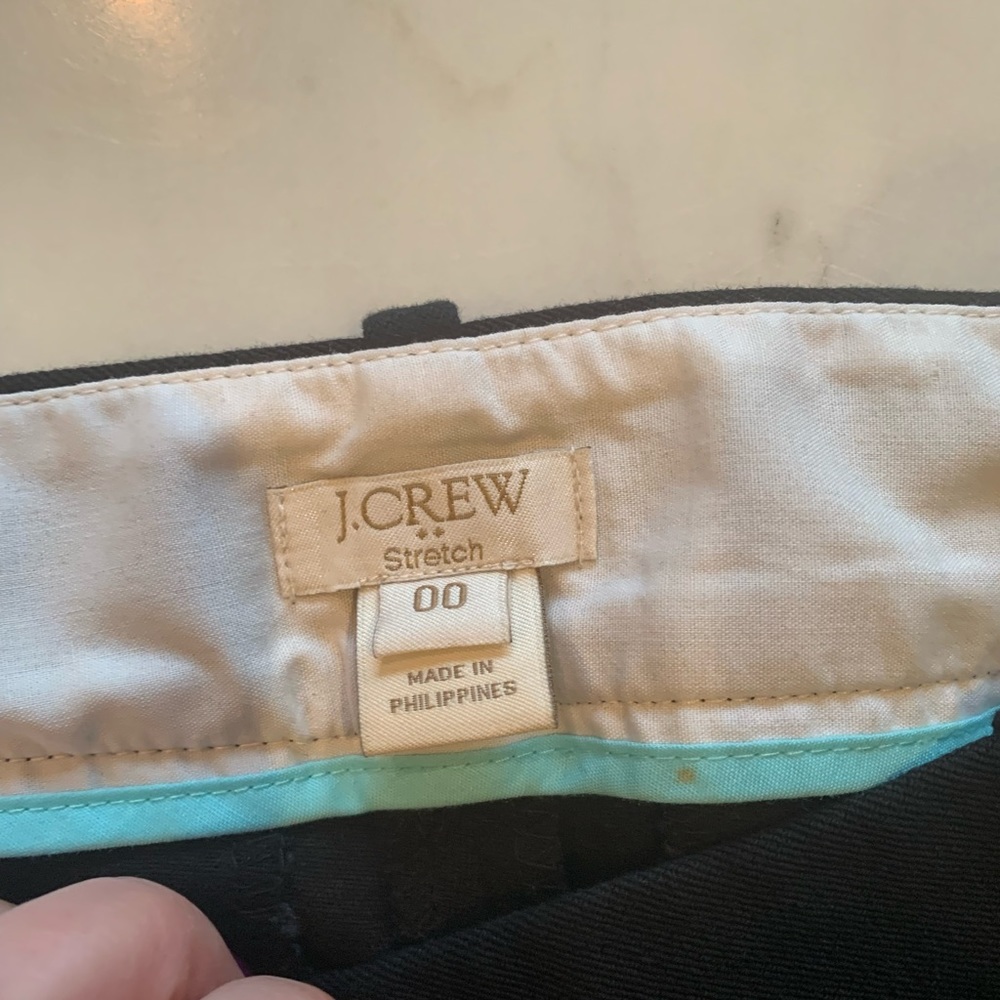 J.CREW
Stretch
00
MADE IN
PHILIPPINES